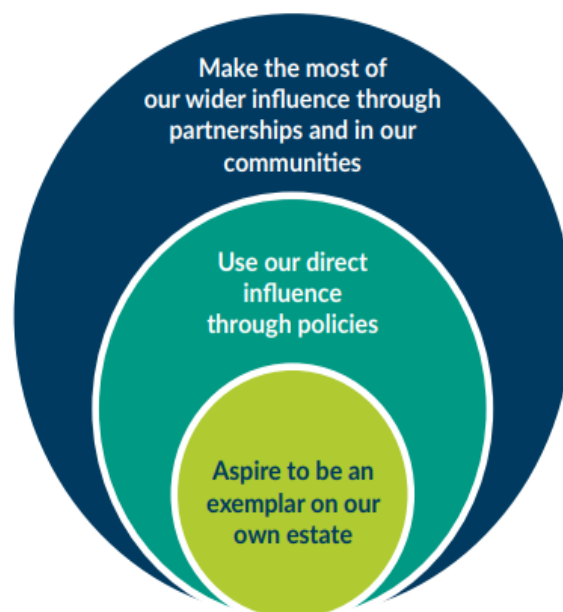 Make the most of
our wider influence through
partnerships and in our
communities
Use our direct
influence
through policies
Aspire to be an
exemplar on our
own estate